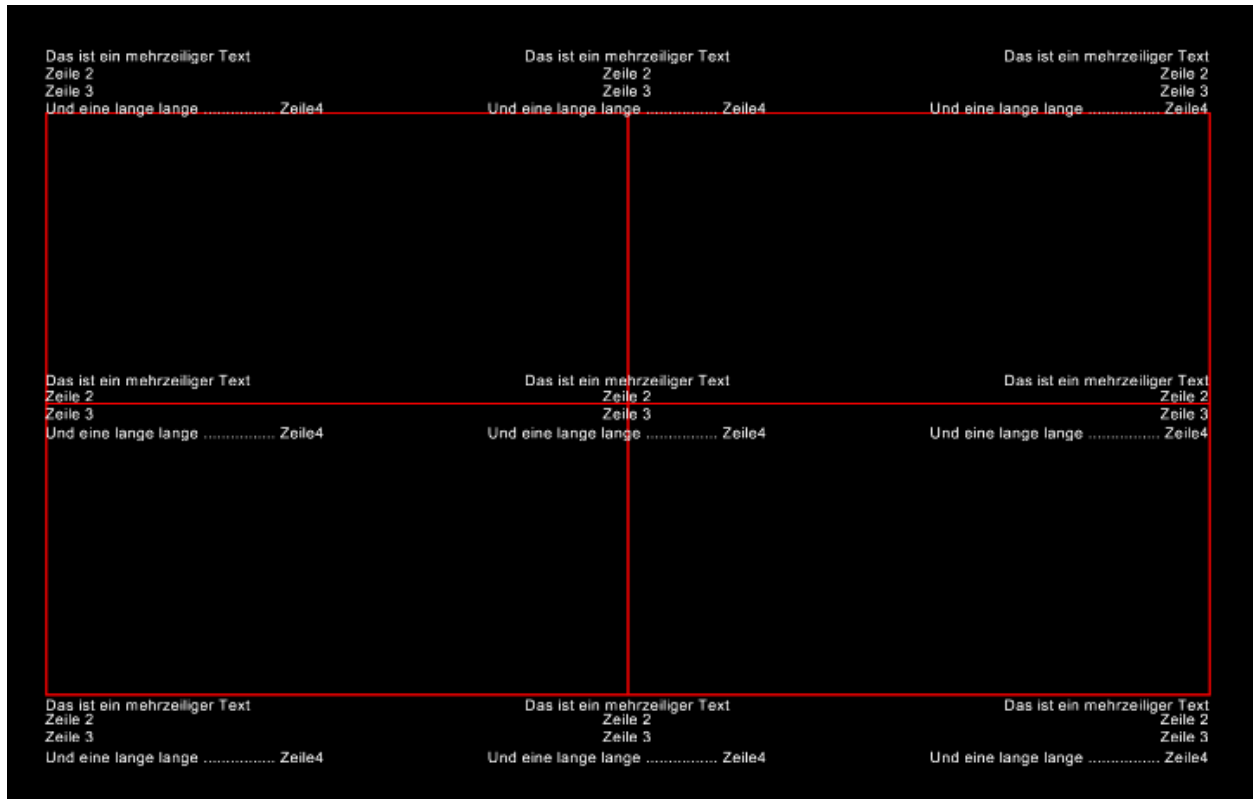 Das ist ein mehrzeiliger Text
Zeile 2
Zeile 3
Und eine lange lange ................ Zeile4
Das ist ein mehrzeiliger Text
Zeile 2
Zeile 3
Und eine lange lange ................ Zeile4
Das ist ein mehrzeiliger Text
Zeile 2
Zeile 3
Und eine lange lange ................ Zeile4
Das ist ein mehrzeiliger Text
Zeile 2
Zeile 3
Und eine lange lange ................ Zeile4
Das ist ein mehrzeiliger Text
Zeile 2
Zeile 3
Und eine lange lange ................ Zeile4
Das ist ein mehrzeiliger Text
Zeile 2
Zeile 3
Und eine lange lange ................ Zeile4
Das ist ein mehrzeiliger Text
Zeile 2
Zeile 3
Und eine lange lange ................ Zeile4
Das ist ein mehrzeiliger Text
Zeile 2
Zeile 3
Und eine lange lange ................ Zeile4
Das ist ein mehrzeiliger Text
Zeile 2
Zeile 3
Und eine lange lange ................ Zeile4